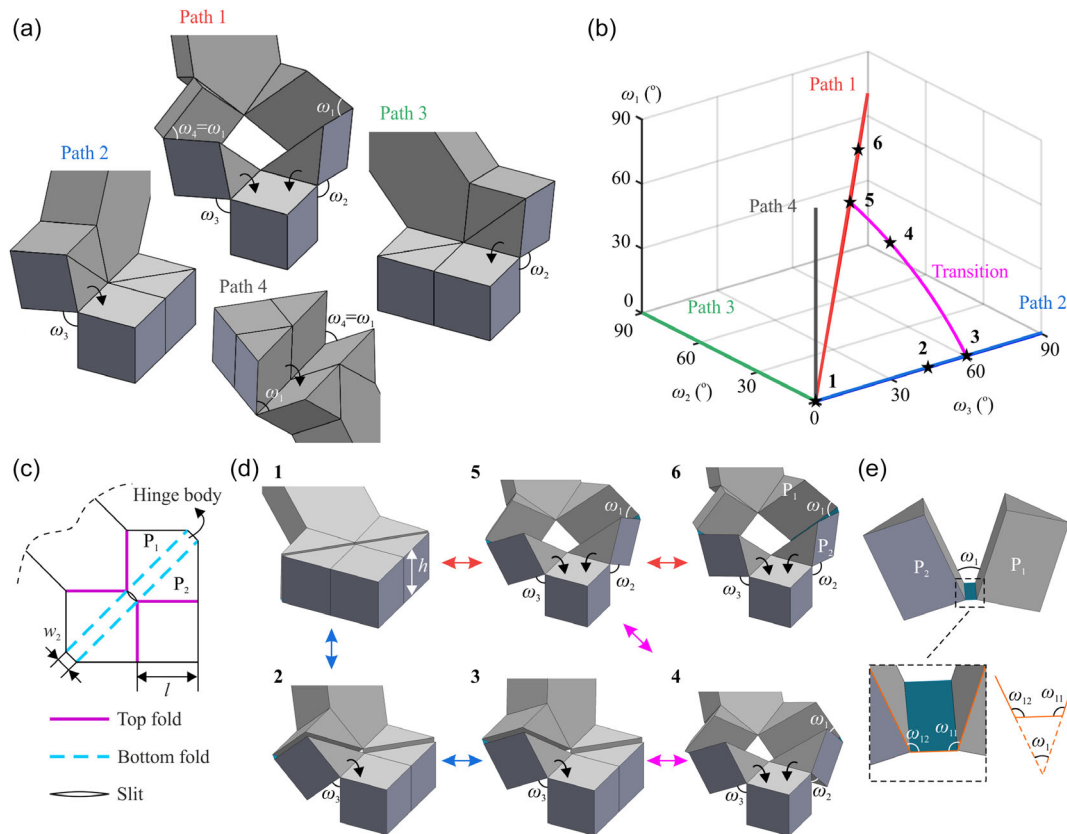 (a)
Path 1
ω₁
ω₄=ω₁
ω₂
ω₃
Path 2
ω₃
Path 3
ω₂
Path 4
ω₄=ω₁
ω₁
(b)
ω₁ (°)
90
60
30
0
90
60
30
ω₂ (°)
0
30
60
90
ω₃ (°)
Path 1
6
5
Path 4
4
Transition
Path 3
Path 2
3
2
1
(c)
Hinge body
P₁
P₂
w₂
l
Top fold
Bottom fold
Slit
(d)
1
h
5
ω₁
ω₃
ω₂
6
P₁
ω₁
P₂
ω₃
ω₂
2
ω₃
3
ω₃
4
ω₁
ω₃
ω₂
(e)
ω₁
P₂
P₁
ω₁₂
ω₁₁
ω₁₂
ω₁₁
ω₁